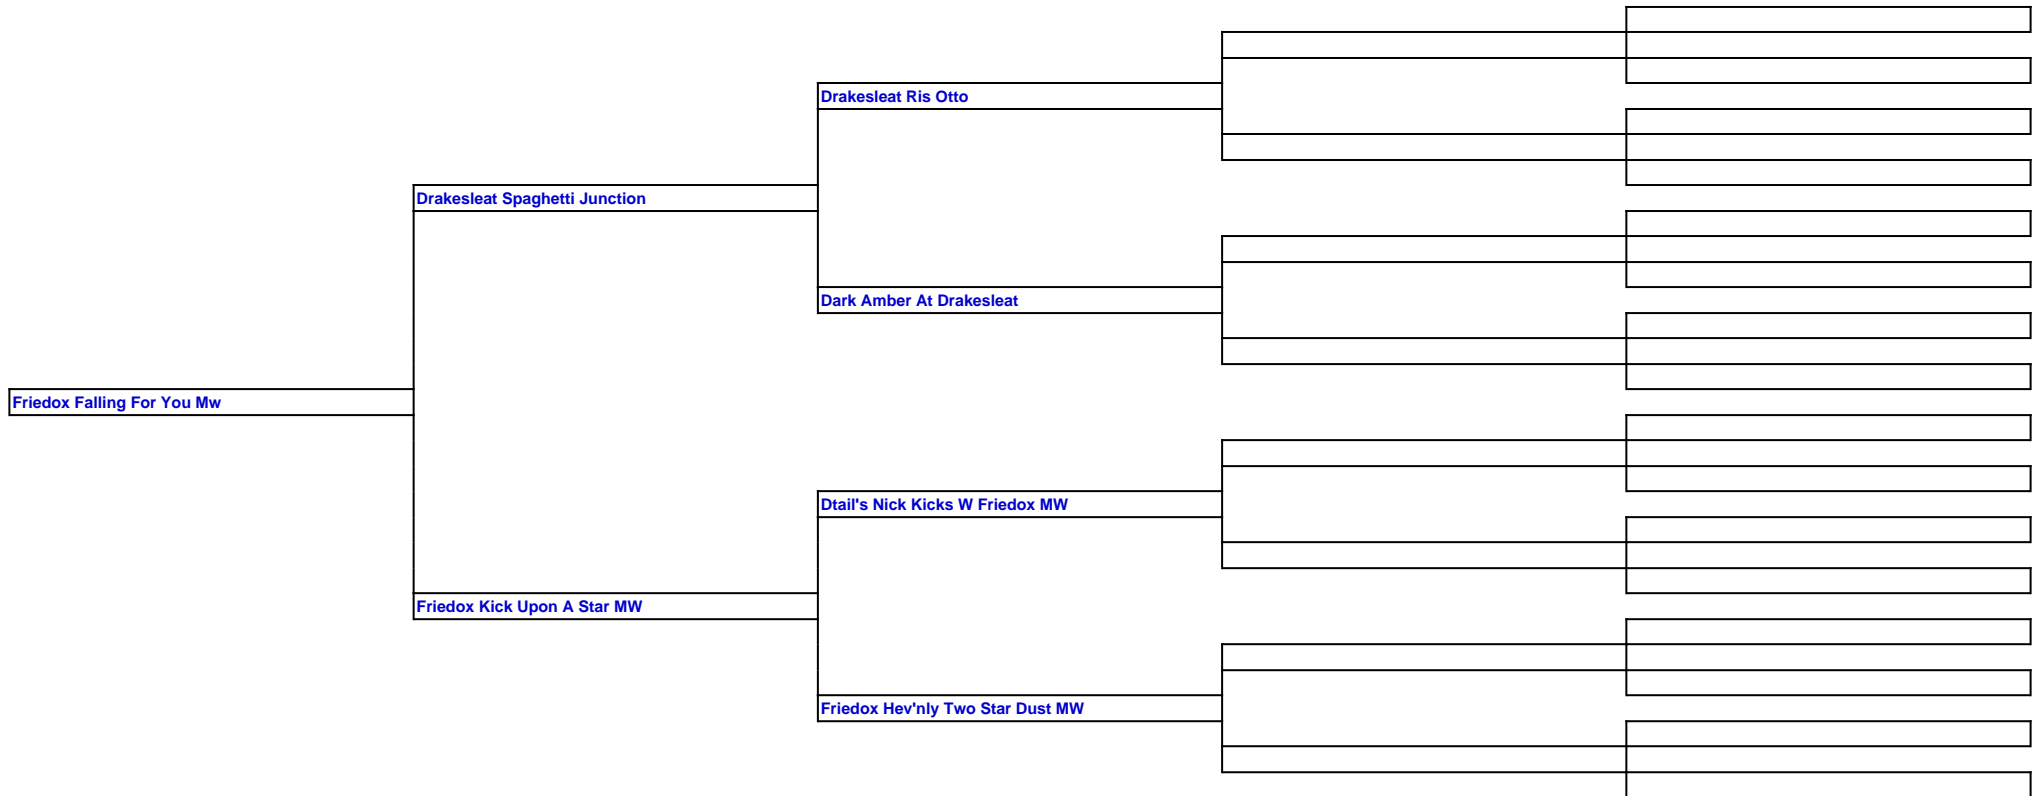 Drakesleat Ris Otto
Drakesleat Spaghetti Junction
Dark Amber At Drakesleat
Friedox Falling For You Mw
Dtail's Nick Kicks W Friedox MW
Friedox Kick Upon A Star MW
Friedox Hev'nly Two Star Dust MW